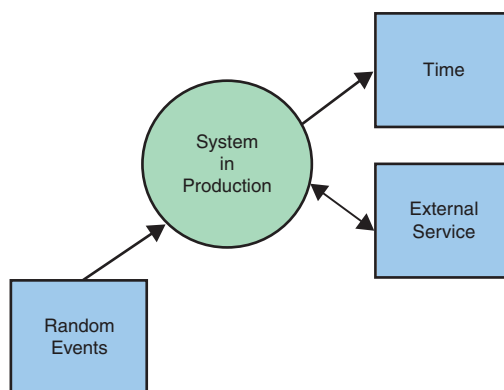 Time
System
in
Production
External
Service
Random
Events